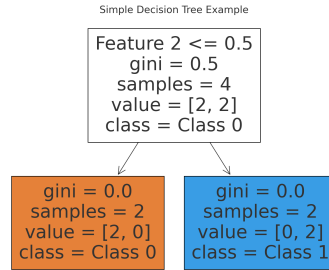 Simple Decision Tree Example
Feature 2 <= 0.5
gini = 0.5
samples = 4
value = [2, 2]
class = Class 0
gini = 0.0
samples = 2
value = [2, 0]
class = Class 0
gini = 0.0
samples = 2
value = [0, 2]
class = Class 1